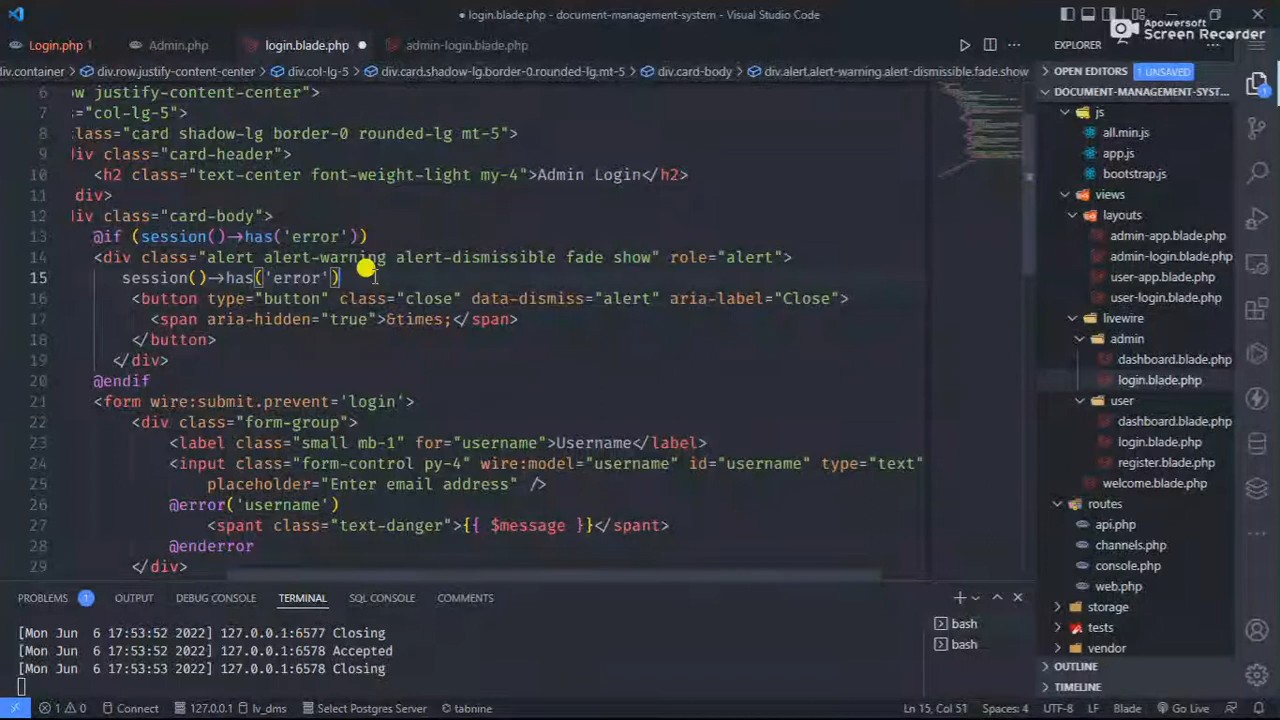 login.blade.php - document-management-system - Visual Studio Code
Apowersoft
Screen Recorder
Login.php 1
Admin.php
login.blade.php
admin-login.blade.php
EXPLORER
div.container
div.row.justify-content-center
div.col-lg-5
div.card.shadow-lg.border-0.rounded-lg.mt-5
div.card-body
div.alert.alert-warning.alert-dismissible.fade.show
6 w justify-content-center">
7 ="col-lg-5">
8 lass="card shadow-lg border-0 rounded-lg mt-5">
9 div class="card-header">
10 <h2 class="text-center font-weight-light my-4">Admin Login</h2>
11 div>
12 div class="card-body">
13 @if (session()->has('error'))
14 <div class="alert alert-warning alert-dismissible fade show" role="alert">
15 session()->has('error')
16 <button type="button" class="close" data-dismiss="alert" aria-label="Close">
17 <span aria-hidden="true">&times;</span>
18 </button>
19 </div>
20 @endif
21 <form wire:submit.prevent='login'>
22 <div class="form-group">
23 <label class="small mb-1" for="username">Username</label>
24 <input class="form-control py-4" wire:model="username" id="username" type="text"
25 placeholder="Enter email address" />
26 @error('username')
27 <spant class="text-danger">{{ $message }}</spant>
28 @enderror
29 </div>
OPEN EDITORS 1 UNSAVED
DOCUMENT-MANAGEMENT-SYST...
js
all.min.js
app.js
bootstrap.js
views
layouts
admin-app.blade.php
admin-login.blade.php
user-app.blade.php
user-login.blade.php
livewire
admin
dashboard.blade.php
login.blade.php
user
dashboard.blade.php
login.blade.php
register.blade.php
welcome.blade.php
routes
api.php
channels.php
console.php
web.php
storage
tests
vendor
OUTLINE
TIMELINE
PROBLEMS 1
OUTPUT
DEBUG CONSOLE
TERMINAL
SQL CONSOLE
COMMENTS
[Mon Jun  6 17:53:52 2022] 127.0.0.1:6577 Closing
[Mon Jun  6 17:53:52 2022] 127.0.0.1:6578 Accepted
[Mon Jun  6 17:53:53 2022] 127.0.0.1:6578 Closing
bash
bash
1 0 Connect 127.0.0.1 lv_dms Select Postgres Server tabnine Ln 15, Col 51 Spaces: 4 UTF-8 LF Blade Go Live